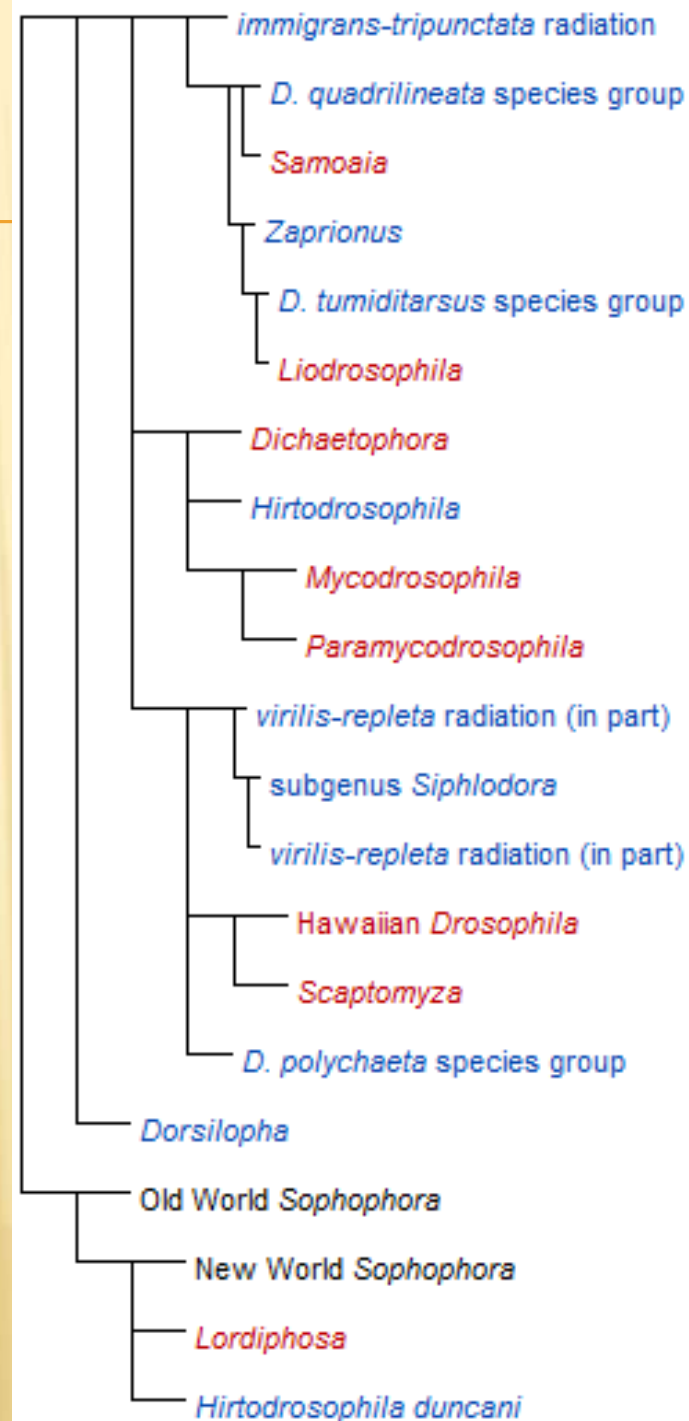 immigrans-tripunctata radiation
D. quadrilineata species group
Samoaia
Zaprionus
D. tumiditarsus species group
Liodrosophila
Dichaetophora
Hirtodrosophila
Mycodrosophila
Paramycodrosophila
virilis-repleta radiation (in part)
subgenus Siphlodora
virilis-repleta radiation (in part)
Hawaiian Drosophila
Scaptomyza
D. polychaeta species group
Dorsilopha
Old World Sophophora
New World Sophophora
Lordiphosa
Hirtodrosophila duncani